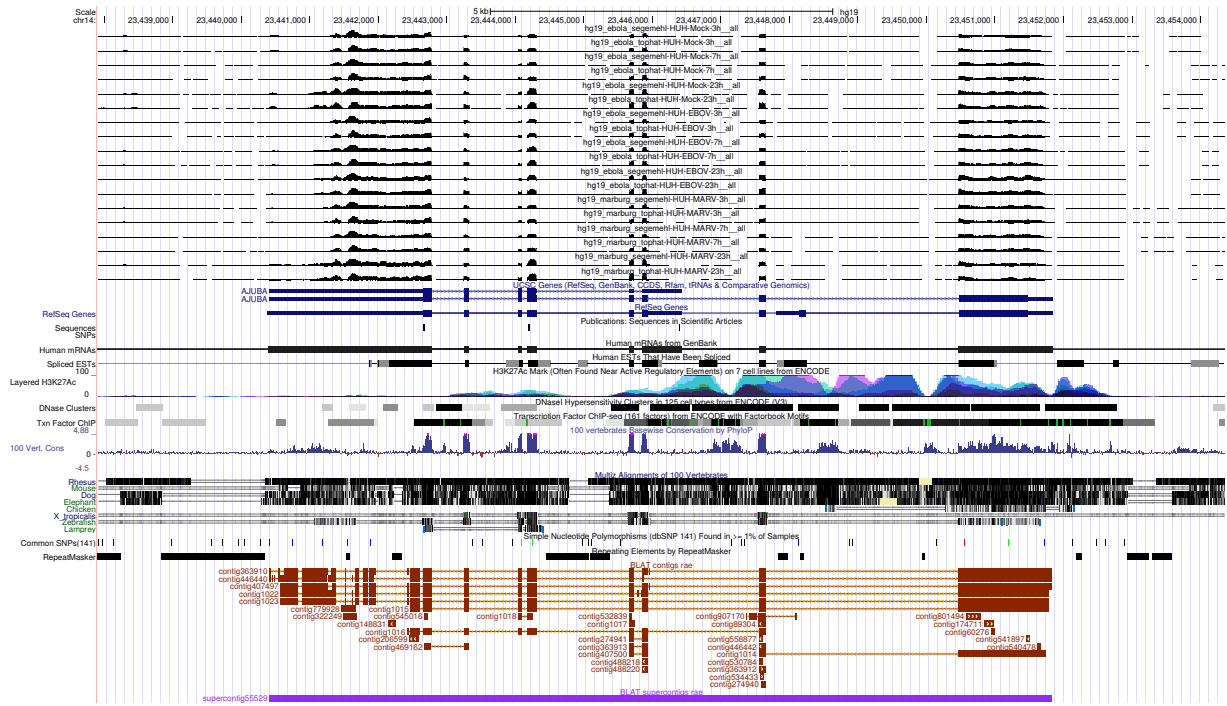 Scale 5 kb hg19
chr14: 23,439,000 23,440,000 23,441,000 23,442,000 23,443,000 23,444,000 23,445,000 23,446,000 23,447,000 23,448,000 23,449,000 23,450,000 23,451,000 23,452,000 23,453,000 23,454,000
hg19_ebola_segemehl-HUH-Mock-3h__all
hg19_ebola_tophat-HUH-Mock-3h__all
hg19_ebola_segemehl-HUH-Mock-7h__all
hg19_ebola_tophat-HUH-Mock-7h__all
hg19_ebola_segemehl-HUH-Mock-23h__all
hg19_ebola_tophat-HUH-Mock-23h__all
hg19_ebola_segemehl-HUH-EBOV-3h__all
hg19_ebola_tophat-HUH-EBOV-3h__all
hg19_ebola_segemehl-HUH-EBOV-7h__all
hg19_ebola_tophat-HUH-EBOV-7h__all
hg19_ebola_segemehl-HUH-EBOV-23h__all
hg19_ebola_tophat-HUH-EBOV-23h__all
hg19_marburg_segemehl-HUH-MARV-3h__all
hg19_marburg_tophat-HUH-MARV-3h__all
hg19_marburg_segemehl-HUH-MARV-7h__all
hg19_marburg_tophat-HUH-MARV-7h__all
hg19_marburg_segemehl-HUH-MARV-23h__all
hg19_marburg_tophat-HUH-MARV-23h__all
UCSC Genes (RefSeq, GenBank, CCDS, Rfam, tRNAs & Comparative Genomics)
AJUBA
AJUBA
RefSeq Genes
RefSeq Genes
Publications: Sequences in Scientific Articles
Sequences
SNPs
Human mRNAs from GenBank
Human mRNAs
Human ESTs That Have Been Spliced
Spliced ESTs
H3K27Ac Mark (Often Found Near Active Regulatory Elements) on 7 cell lines from ENCODE
100
Layered H3K27Ac
0
DNaseI Hypersensitivity Clusters in 125 cell types from ENCODE (V3)
DNase Clusters
Transcription Factor ChIP-seq (161 factors) from ENCODE with Factorbook Motifs
Txn Factor ChIP
100 vertebrates Basewise Conservation by PhyloP
4.88
100 Vert. Cons
0
-4.5
Multiz Alignments of 100 Vertebrates
Rhesus
Mouse
Dog
Elephant
Chicken
X_tropicalis
Zebrafish
Lamprey
Simple Nucleotide Polymorphisms (dbSNP 141) Found in >= 1% of Samples
Common SNPs(141)
Repeating Elements by RepeatMasker
RepeatMasker
BLAT contigs rae
contig363910
contig446440
contig407497
contig1022
contig1023
contig779928 contig1015
contig322249 contig545016 contig1018 contig532839 contig907170 contig801494
contig148831 contig1017 contig89304 contig174711
contig1016 contig60276
contig206599 contig274941 contig558877 contig541897
contig469162 contig363913 contig446442 contig540478
contig407500 contig1014
contig488218 contig530784
contig488220 contig363912
contig534433
contig274940
BLAT supercontigs rae
supercontig55529